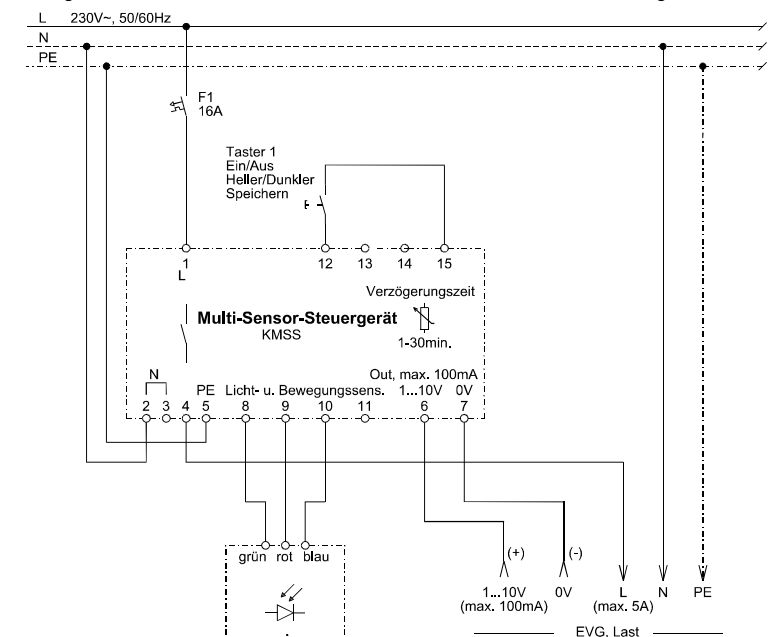 L 230V~, 50/60Hz
N
PE
F1
16A
Taster 1
Ein/Aus
Heller/Dunkler
Speichern
1 12 13 14 15
L
Verzögerungszeit
Multi-Sensor-Steuergerät
KMSS
1-30min.
N Out, max. 100mA
PE Licht- u. Bewegungssens. 1...10V 0V
2 3 4 5 8 9 10 11 6 7
grün rot blau
(+) (-)
1...10V 0V L N PE
(max. 100mA) (max. 5A)
EVG, Last